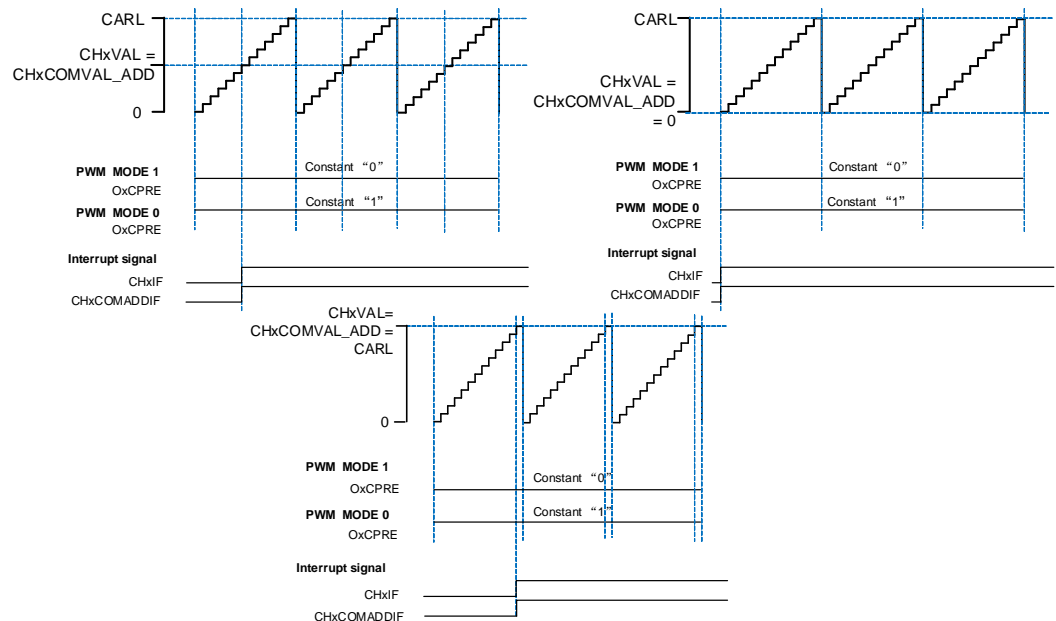 CARL
CHxVAL =
CHxCOMVAL_ADD
0
PWM MODE 1
OxCPRE
Constant “0”
PWM MODE 0
OxCPRE
Constant “1”
Interrupt signal
CHxIF
CHxCOMADDIF
CARL
CHxVAL =
CHxCOMVAL_ADD
= 0
PWM MODE 1
OxCPRE
Constant “0”
PWM MODE 0
OxCPRE
Constant “1”
Interrupt signal
CHxIF
CHxCOMADDIF
CHxVAL=
CHxCOMVAL_ADD =
CARL
0
PWM MODE 1
OxCPRE
Constant “0”
PWM MODE 0
OxCPRE
Constant “1”
Interrupt signal
CHxIF
CHxCOMADDIF